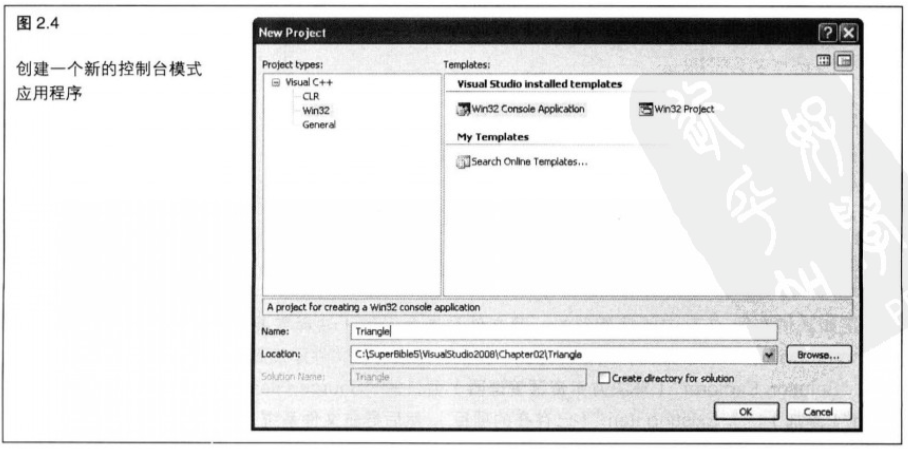 图 2.4
创建一个新的控制台模式
应用程序
New Project
Project types:
Templates:
Visual C++
CLR
Win32
General
Visual Studio installed templates
Win32 Console Application
Win32 Project
My Templates
Search Online Templates...
A project for creating a Win32 console application
Name:
Triangle
Location:
C:\SuperBible5\VisualStudio2008\Chapter02\Triangle
Browse...
Solution Name:
Triangle
Create directory for solution
OK
Cancel